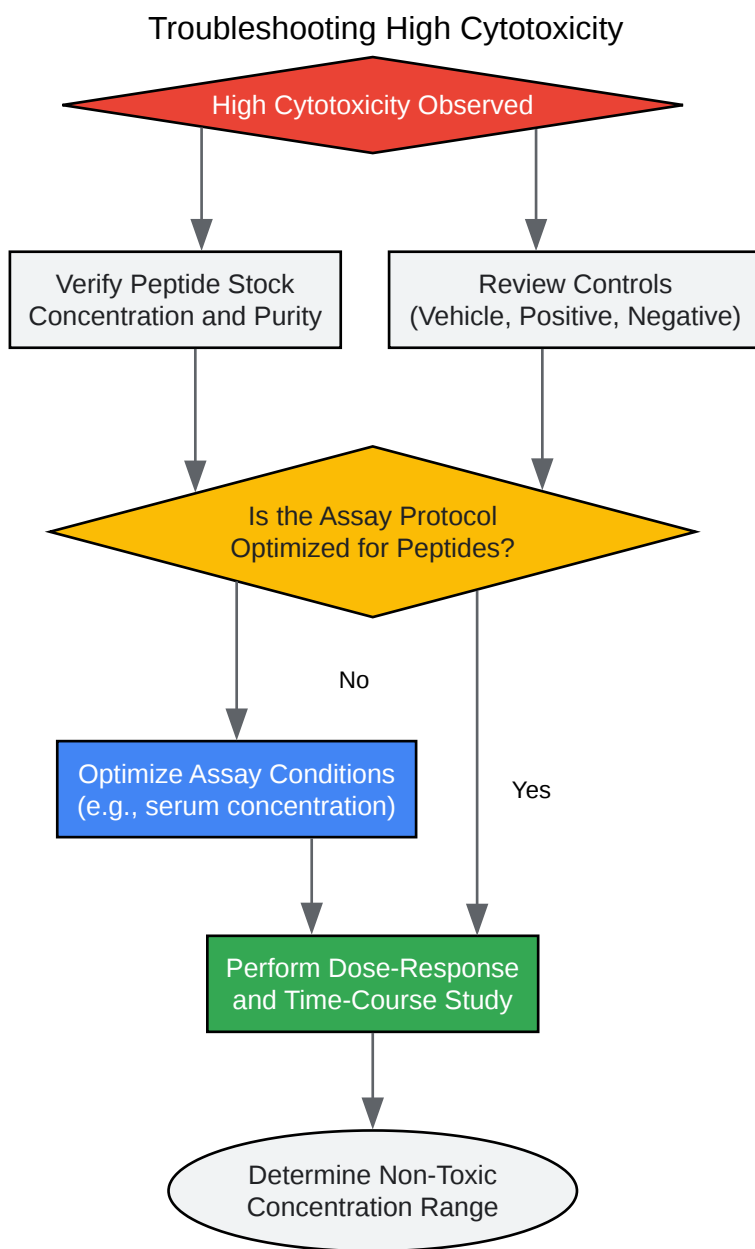 Troubleshooting High Cytotoxicity
High Cytotoxicity Observed
Verify Peptide Stock
Concentration and Purity
Review Controls
(Vehicle, Positive, Negative)
Is the Assay Protocol
Optimized for Peptides?
No
Optimize Assay Conditions
(e.g., serum concentration)
Yes
Perform Dose-Response
and Time-Course Study
Determine Non-Toxic
Concentration Range